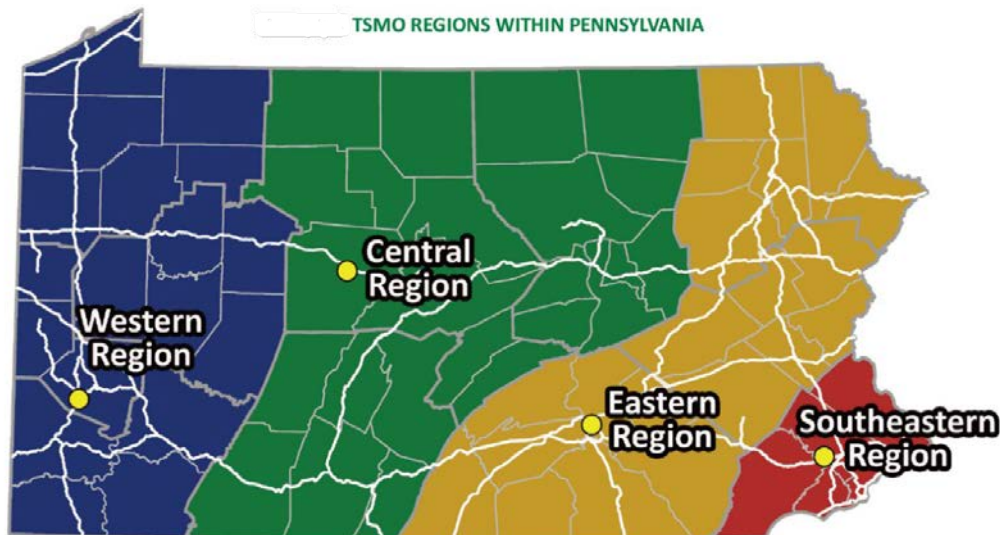 TSMO REGIONS WITHIN PENNSYLVANIA
Central
Region
Western
Region
Eastern
Region
Southeastern
Region